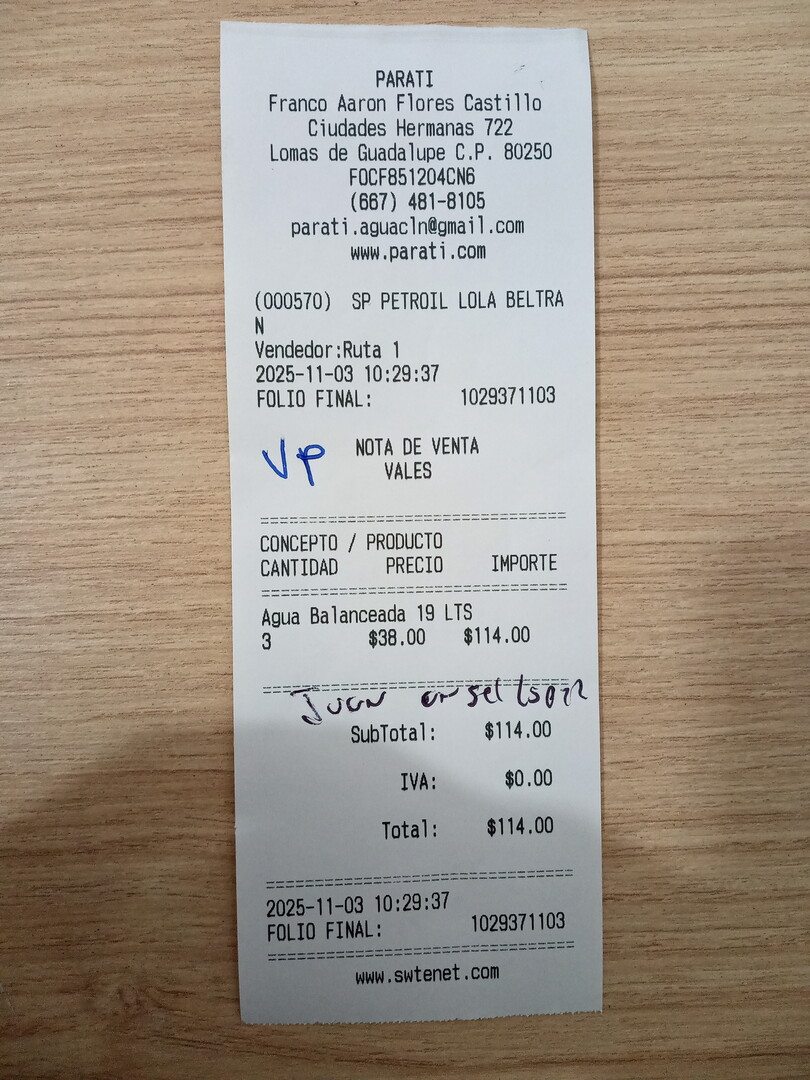 PARATI
Franco Aaron Flores Castillo
Ciudades Hermanas 722
Lomas de Guadalupe C.P. 80250
FOCF851204CN6
(667) 481-8105
parati.aguacln@gmail.com
www.parati.com
(000570) SP PETROIL LOLA BELTRA
N
Vendedor:Ruta 1
2025-11-03 10:29:37
FOLIO FINAL: 1029371103
VP
NOTA DE VENTA
VALES
CONCEPTO / PRODUCTO
CANTIDAD PRECIO IMPORTE
Agua Balanceada 19 LTS
3 $38.00 $114.00
Juan angel
SubTotal: $114.00
IVA: $0.00
Total: $114.00
2025-11-03 10:29:37
FOLIO FINAL: 1029371103
www.swtenet.com